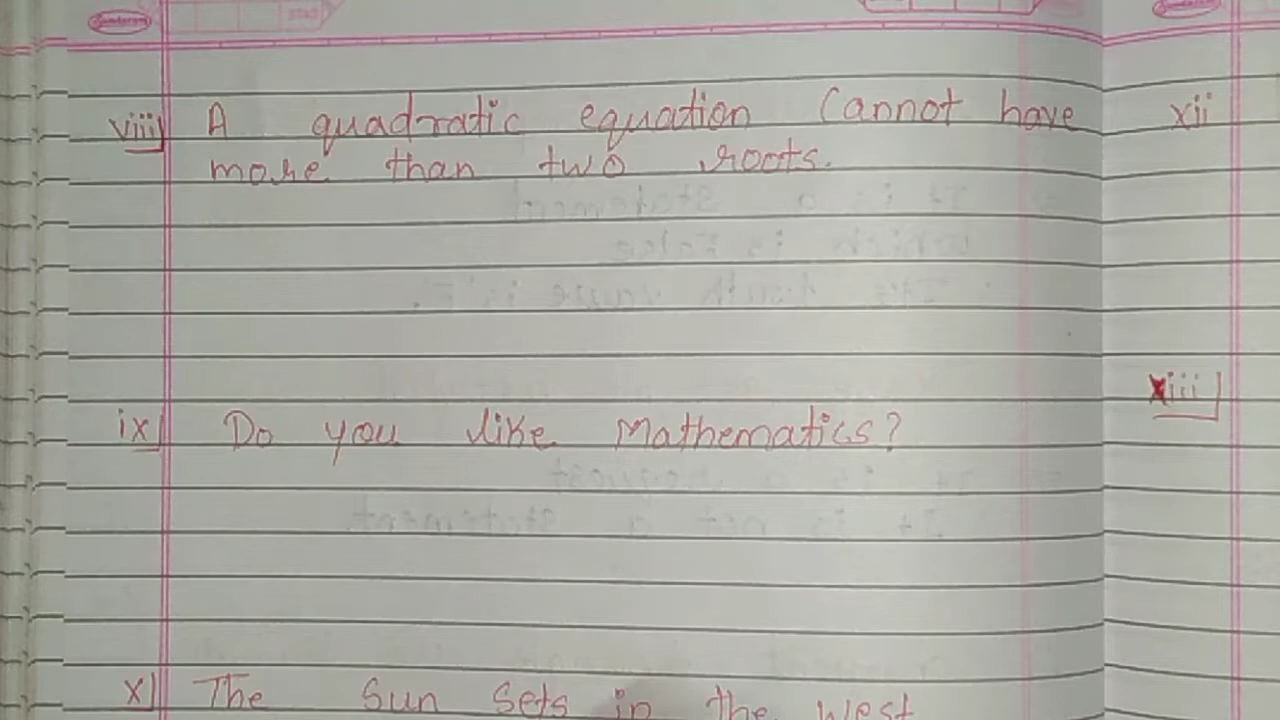 Sundaram
viii] A quadratic equation Cannot have
more than two roots.
ix] Do you like Mathematics?
x] The Sun Sets in the West
xii
xiii]